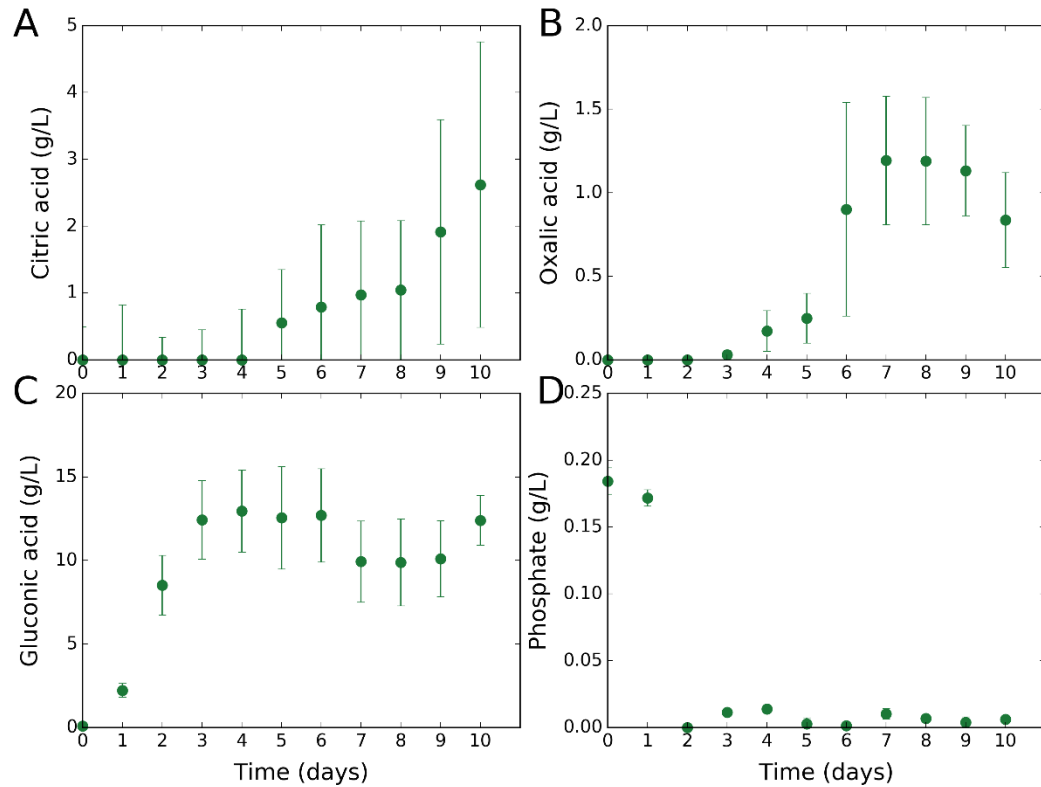 A
Citric acid (g/L)
5
4
3
2
1
0
0 1 2 3 4 5 6 7 8 9 10
B
Oxalic acid (g/L)
2.0
1.5
1.0
0.5
0.0
0 1 2 3 4 5 6 7 8 9 10
C
Gluconic acid (g/L)
20
15
10
5
0
0 1 2 3 4 5 6 7 8 9 10
Time (days)
D
Phosphate (g/L)
0.25
0.20
0.15
0.10
0.05
0.00
0 1 2 3 4 5 6 7 8 9 10
Time (days)